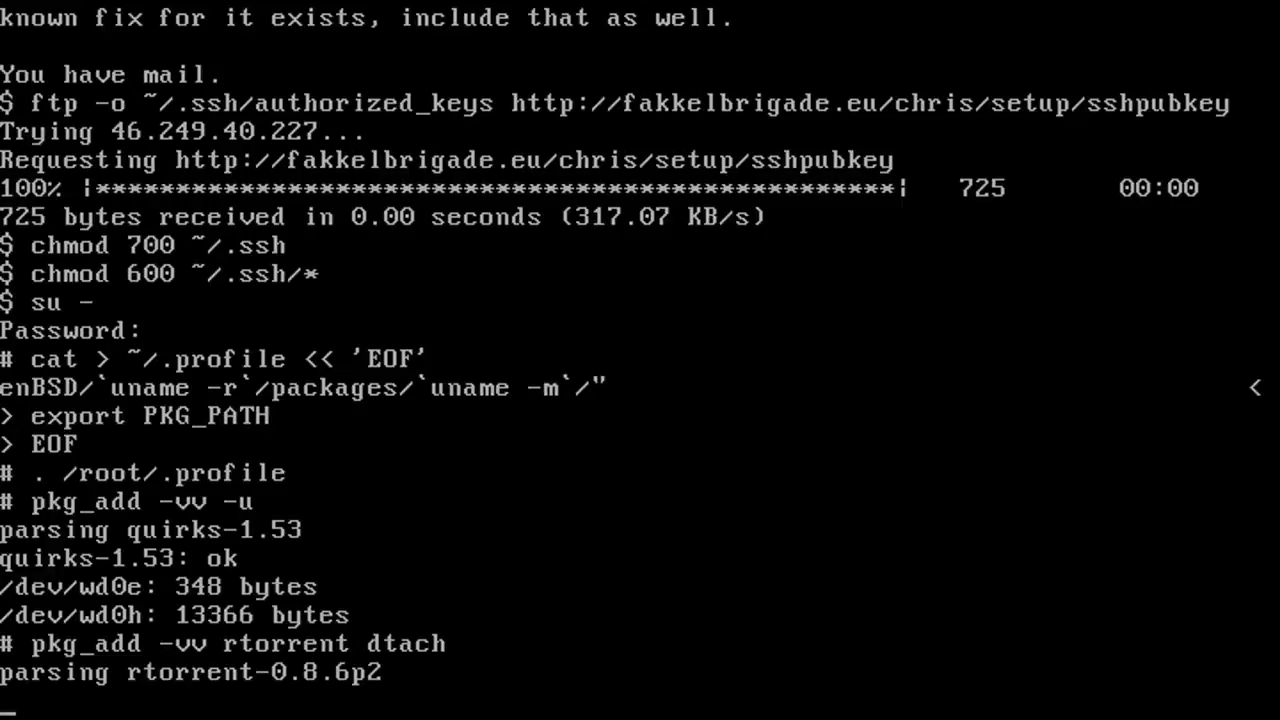 known fix for it exists, include that as well.
You have mail.
$ ftp -o ~/.ssh/authorized_keys http://fakkelbrigade.eu/chris/setup/sshpubkey
Trying 46.249.40.227...
Requesting http://fakkelbrigade.eu/chris/setup/sshpubkey
100% |**************************************************| 725 00:00
725 bytes received in 0.00 seconds (317.07 KB/s)
$ chmod 700 ~/.ssh
$ chmod 600 ~/.ssh/*
$ su -
Password:
# cat > ~/.profile << 'EOF'
enBSD/`uname -r`/packages/`uname -m`/" <
> export PKG_PATH
> EOF
# . /root/.profile
# pkg_add -vv -u
parsing quirks-1.53
quirks-1.53: ok
/dev/wd0e: 348 bytes
/dev/wd0h: 13366 bytes
# pkg_add -vv rtorrent dtach
parsing rtorrent-0.8.6p2